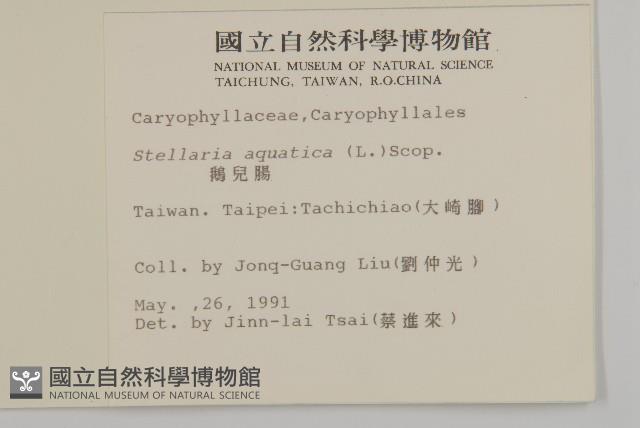 國立自然科學博物館
NATIONAL MUSEUM OF NATURAL SCIENCE
TAICHUNG, TAIWAN, R.O.CHINA
Caryophyllaceae,Caryophyllales
Stellaria aquatica (L.)Scop.
鵝兒腸
Taiwan. Taipei:Tachichiao(大崎腳)
Coll. by Jonq-Guang Liu(劉仲光)
May. ,26, 1991
Det. by Jinn-lai Tsai(蔡進來)
國立自然科學博物館
NATIONAL MUSEUM OF NATURAL SCIENCE